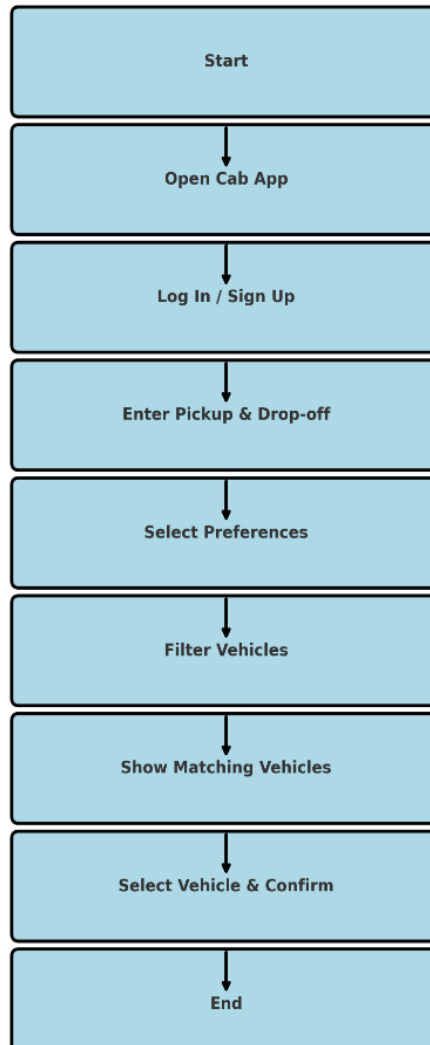 Start
Open Cab App
Log In / Sign Up
Enter Pickup & Drop-off
Select Preferences
Filter Vehicles
Show Matching Vehicles
Select Vehicle & Confirm
End